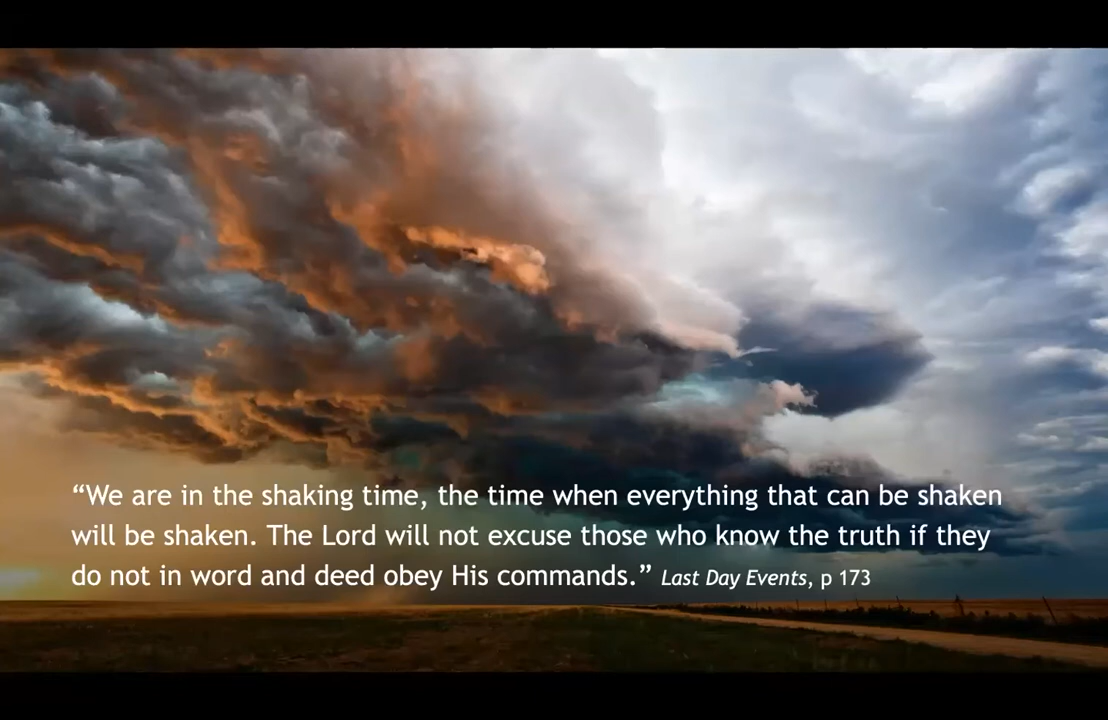 “We are in the shaking time, the time when everything that can be shaken
will be shaken. The Lord will not excuse those who know the truth if they
do not in word and deed obey His commands.” Last Day Events, p 173